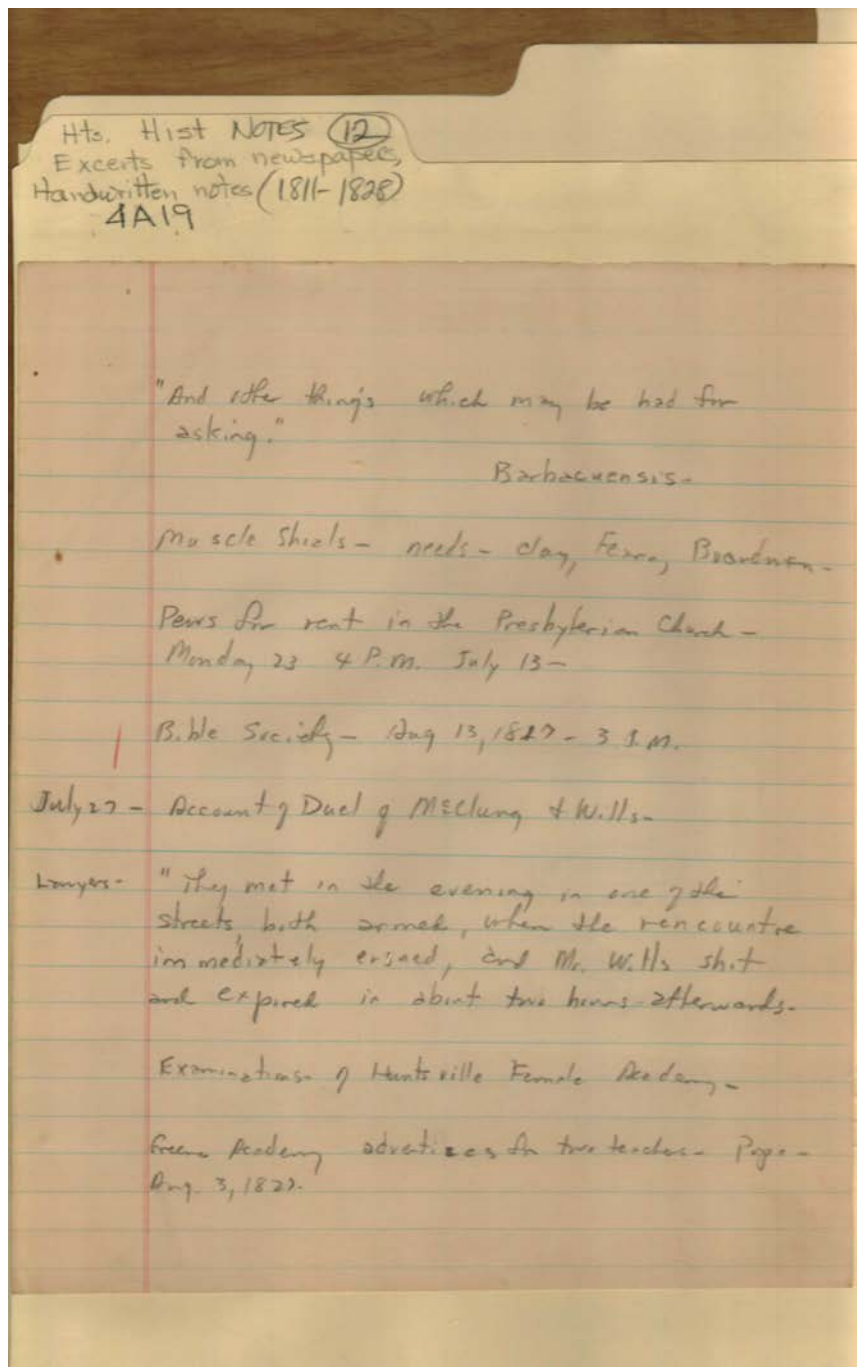 Hts. Hist NOTES 12
Excerts from newspapers,
Handwritten notes (1811-1828)
4A19
"And other things which may be had for
asking."
Barbacuensis-
Muscle Shoals - needs - clay, Boardman-
Pews for rent in the Presbyterian Church -
Monday 23 4 P.M. July 13-
Bible Society - Aug 13, 1827 - 3 P.M.
July 27 - Account of Duel of McClung & Wills-
Lawyers- "They met in the evening in one of the
streets, both armed, when the rencountre
immediately ensued, and Mr. Wills shot
and expired in about two hours afterwards-
Examinations- of Huntsville Female Academy-
Greene Academy advertizes for two teachers- Pope-
Aug. 3, 1827.